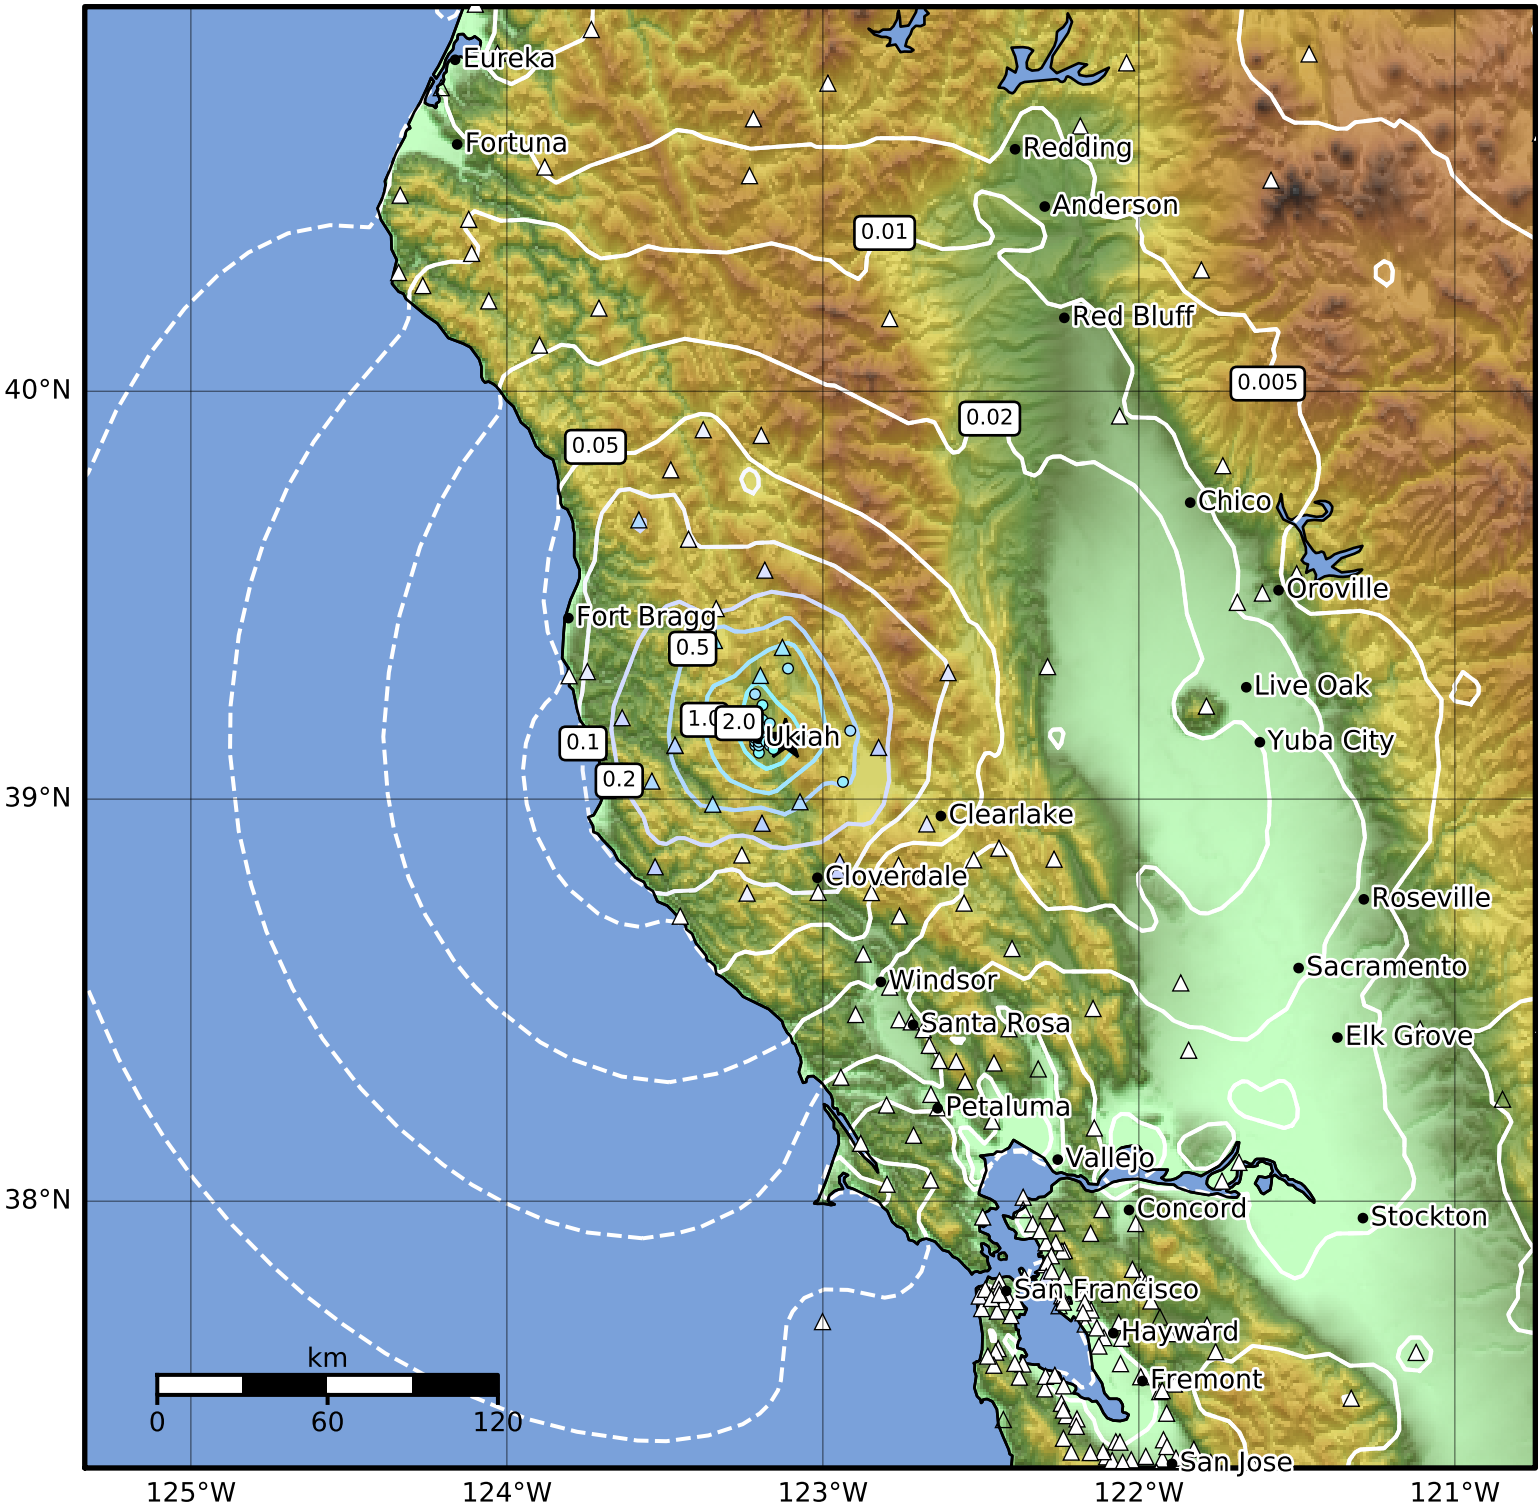 Eureka
Fortuna
Redding
Anderson
0.01
Red Bluff
40°N
0.005
0.02
0.05
Chico
Oroville
Fort Bragg
0.5
Live Oak
1.0
2.0
Ukiah
0.1
Yuba City
0.2
39°N
Clearlake
Cloverdale
Roseville
Sacramento
Windsor
Santa Rosa
Elk Grove
Petaluma
Vallejo
38°N
Concord
Stockton
San Francisco
Hayward
km
Fremont
0 60 120
San Jose
125°W 124°W 123°W 122°W 121°W